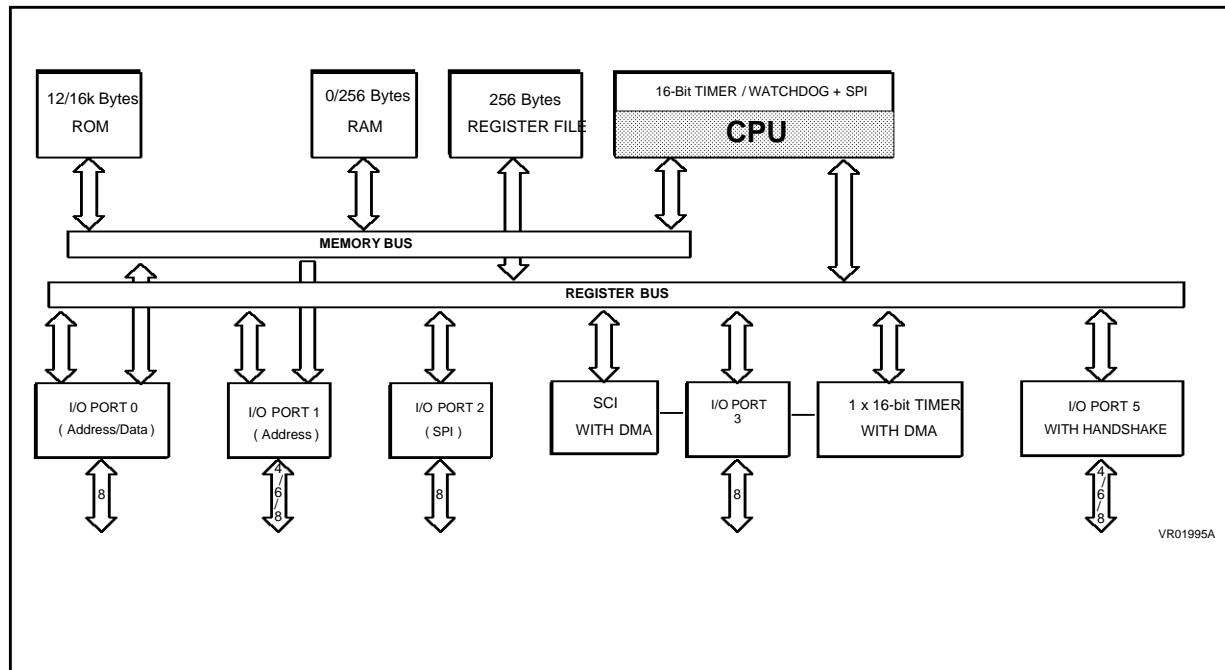 12/16k Bytes
ROM
0/256 Bytes
RAM
256 Bytes
REGISTER FILE
16-Bit TIMER / WATCHDOG + SPI
CPU
MEMORY BUS
REGISTER BUS
I/O PORT 0
( Address/Data )
I/O PORT 1
( Address )
I/O PORT 2
( SPI )
SCI
WITH DMA
I/O PORT
3
1 x 16-bit TIMER
WITH DMA
I/O PORT 5
WITH HANDSHAKE
8
4/6/8
8
8
4/6/8
VR01995A